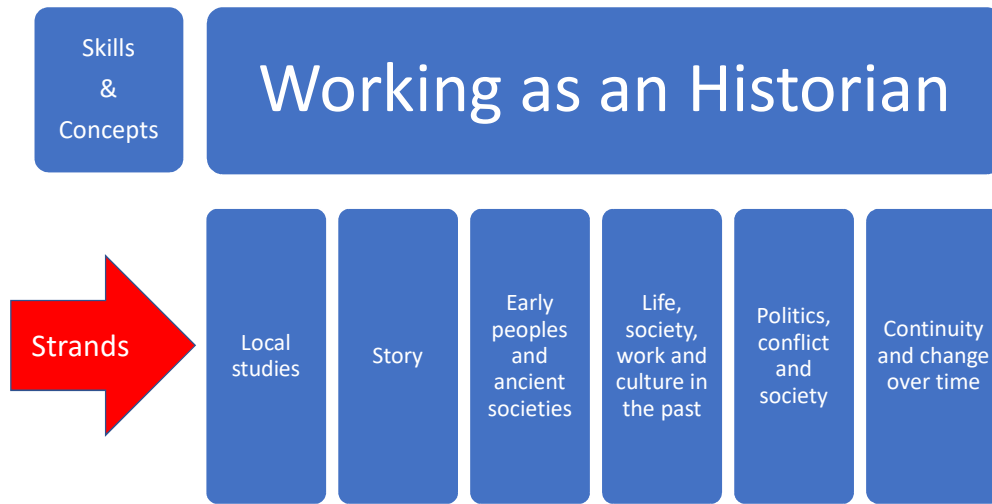 Skills
&
Concepts
Working as an Historian
Strands
Local
studies
Story
Early
peoples
and
ancient
societies
Life,
society,
work and
culture in
the past
Politics,
conflict
and
society
Continuity
and change
over time